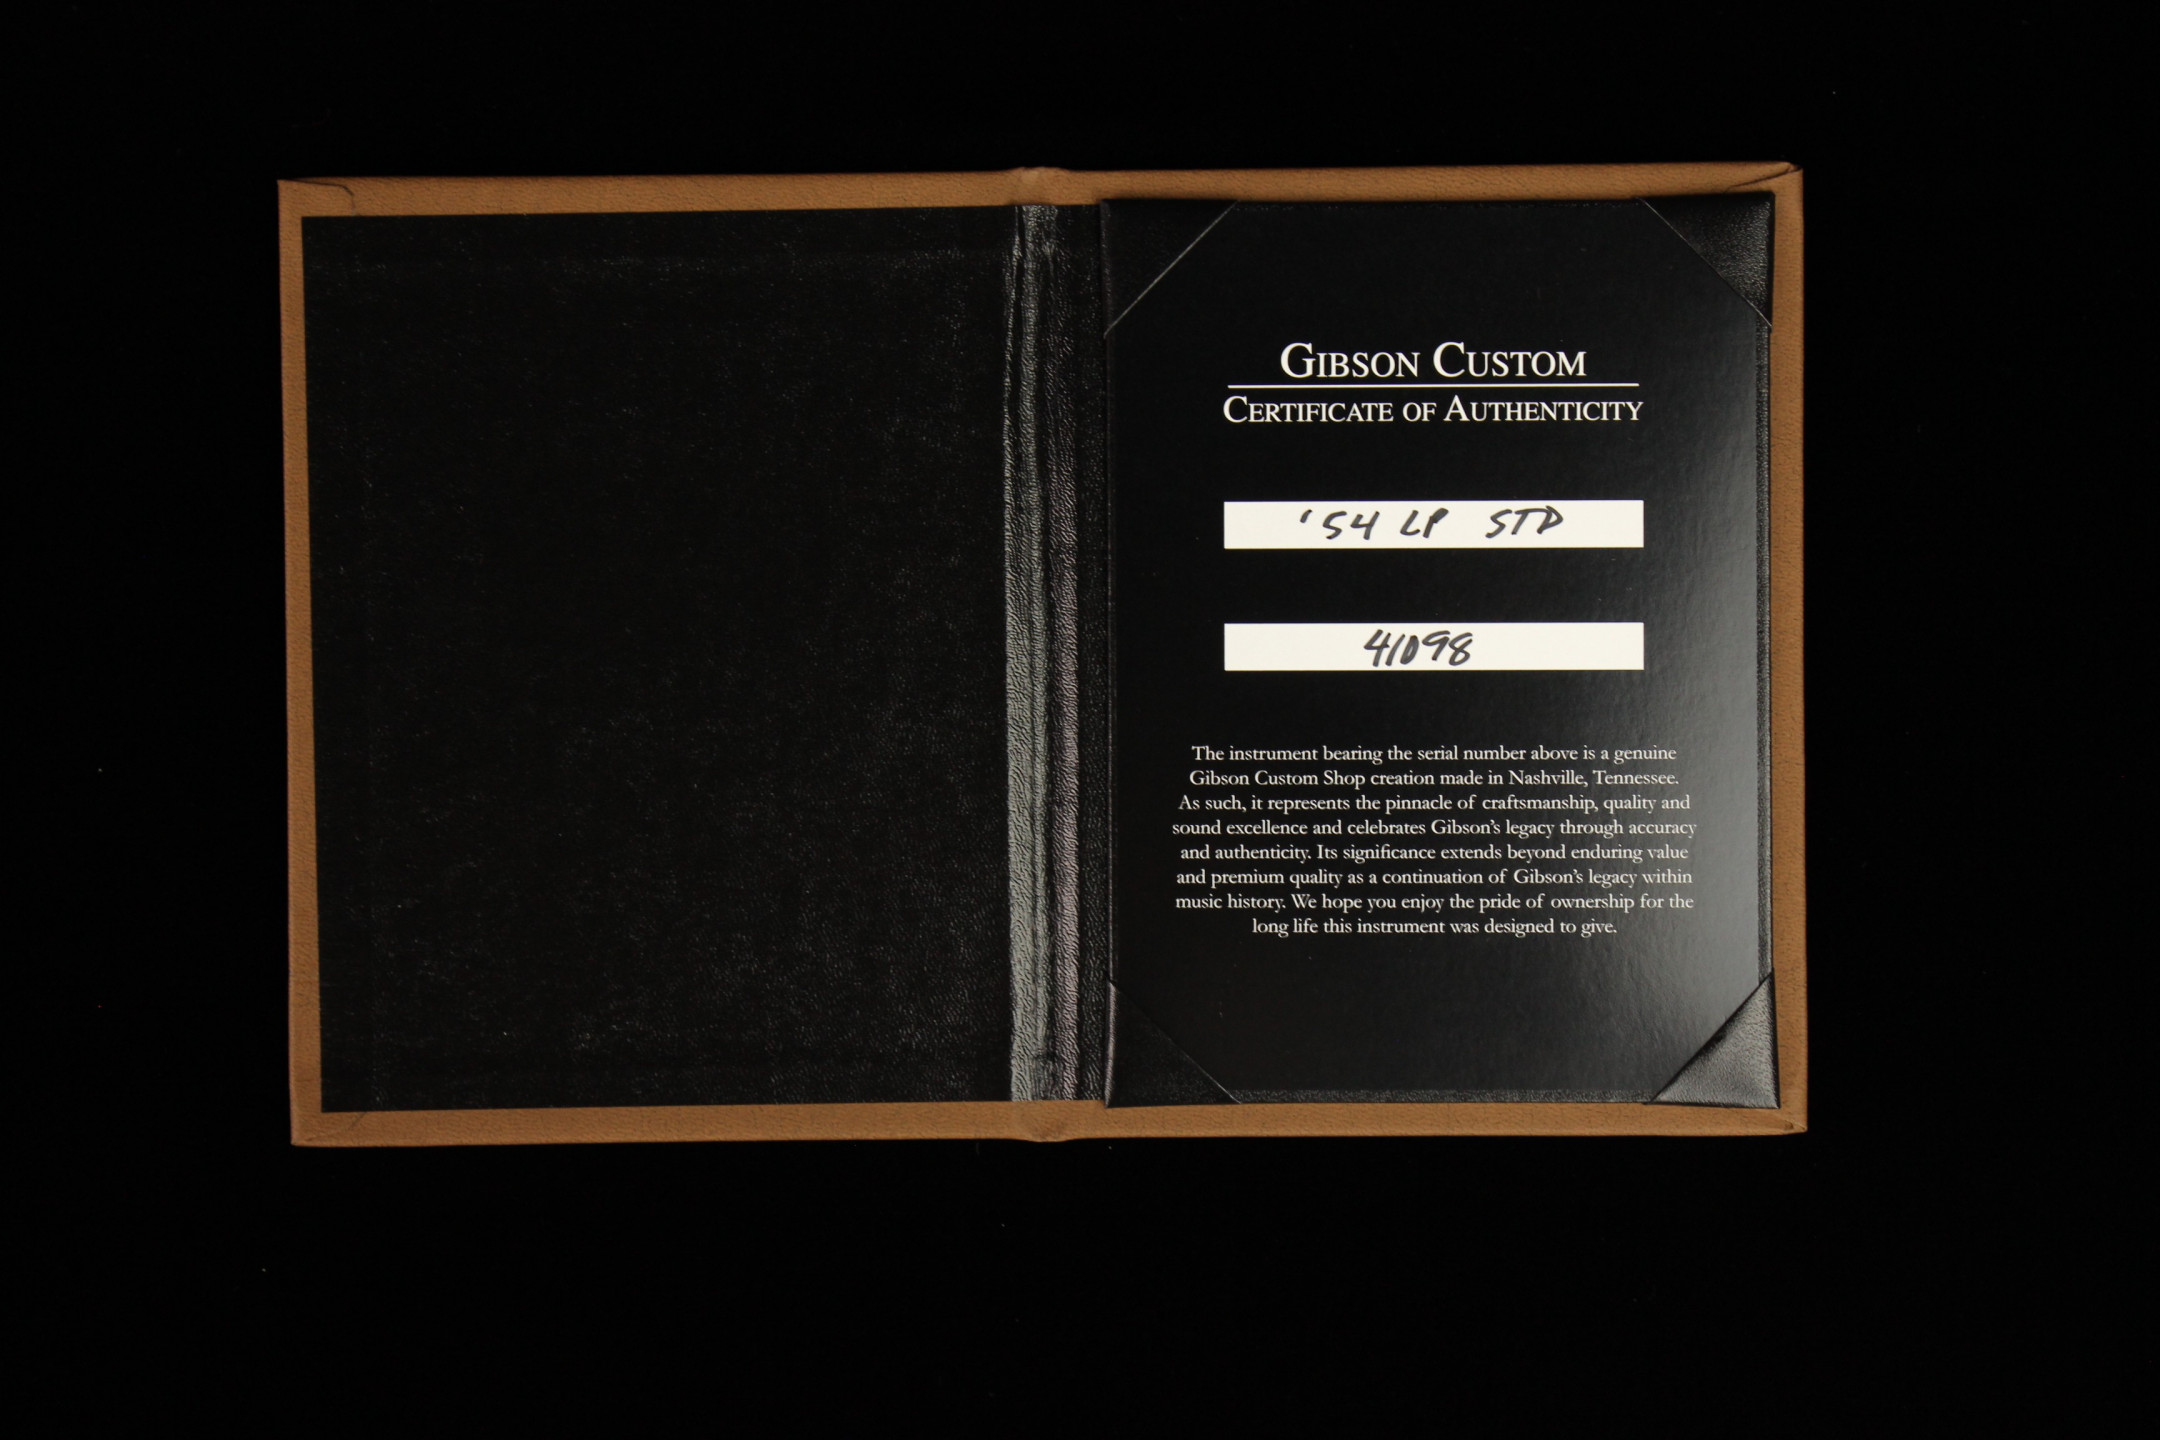 GIBSON CUSTOM
CERTIFICATE OF AUTHENTICITY
'54 LP STD
41098
The instrument bearing the serial number above is a genuine
Gibson Custom Shop creation made in Nashville, Tennessee.
As such, it represents the pinnacle of craftsmanship, quality and
sound excellence and celebrates Gibson’s legacy through accuracy
and authenticity. Its significance extends beyond enduring value
and premium quality as a continuation of Gibson’s legacy within
music history. We hope you enjoy the pride of ownership for the
long life this instrument was designed to give.